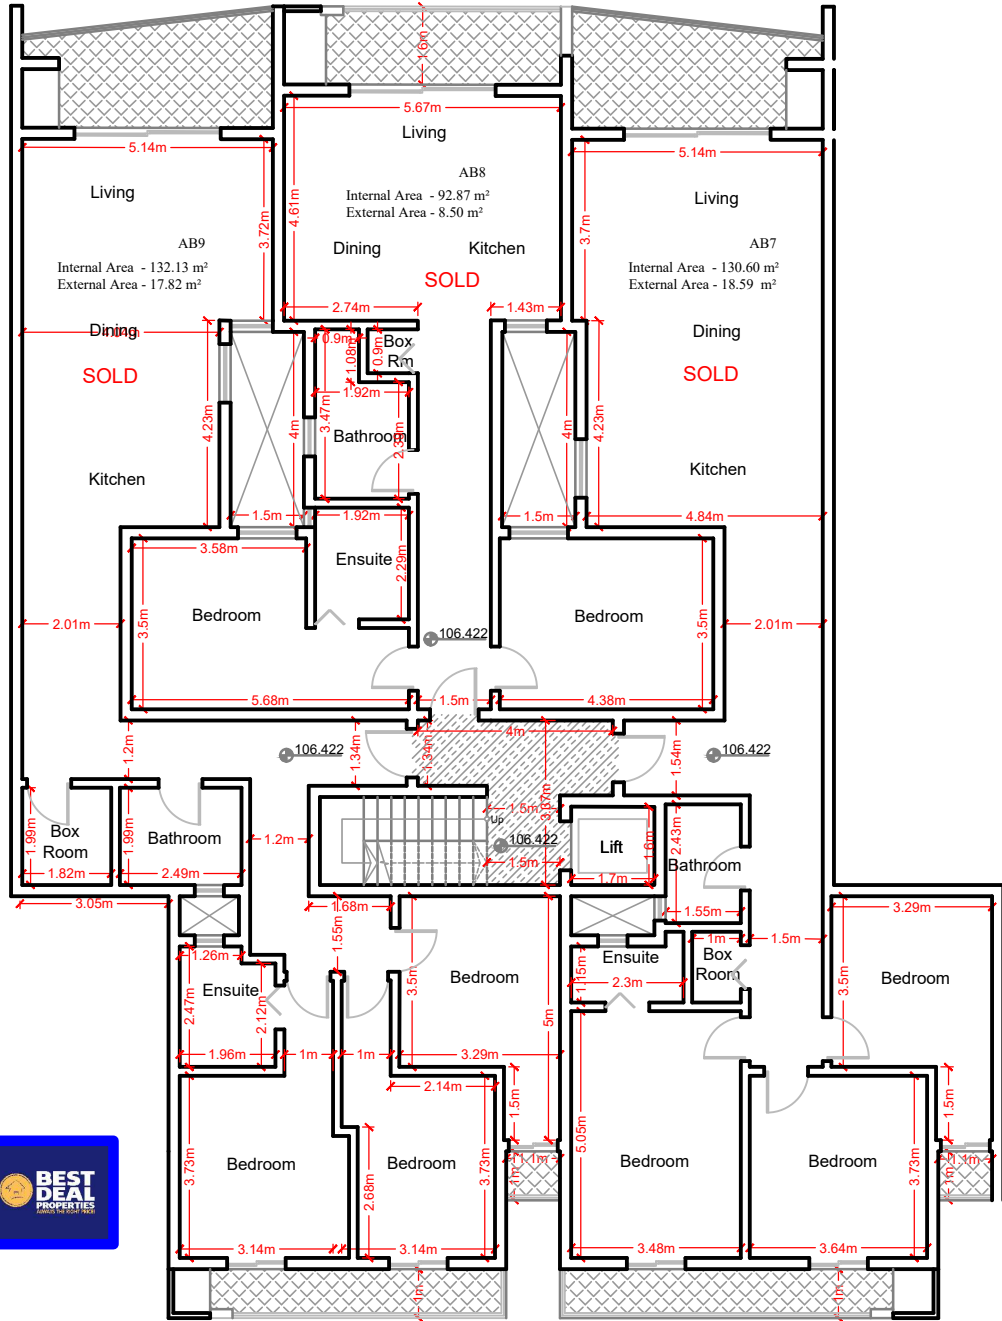 1.6m
5.67m
Living
5.14m
5.14m
AB8
Internal Area - 92.87 m²
External Area - 8.50 m²
Living
Living
4.61m
3.72m
3.7m
AB9
Internal Area - 132.13 m²
External Area - 17.82 m²
AB7
Internal Area - 130.60 m²
External Area - 18.59 m²
Dining
Kitchen
SOLD
2.74m
1.43m
Dining
Dining
0.9m
1.08m
0.9m
Box
Rm
SOLD
SOLD
1.92m
4.23m
4m
3.47m
Bathroom
4m
4.23m
Kitchen
Kitchen
1.5m
1.92m
1.5m
4.84m
3.58m
Ensuite
2.29m
3.5m
Bedroom
Bedroom
3.5m
2.01m
2.01m
106.422
5.68m
1.5m
4.38m
1.2m
1.34m
1.34m
4m
1.54m
106.422
106.422
1.99m
Box
Room
1.99m
Bathroom
1.2m
1.5m
Up
106.422
Lift
1.6m
2.43m
Bathroom
1.5m
1.82m
2.49m
1.7m
3.05m
1.68m
1.55m
3.29m
1.55m
1m
1.5m
1.26m
Ensuite
Box
Room
Ensuite
2.47m
2.12m
3.5m
Bedroom
1.15m
2.3m
3.5m
Bedroom
5m
1.96m
1m
1m
3.29m
2.14m
1.5m
1.5m
5.05m
3.73m
Bedroom
2.68m
Bedroom
3.73m
1.1m
1m
Bedroom
Bedroom
3.73m
1.1m
1m
BEST
DEAL
PROPERTIES
ALWAYS THE RIGHT PRICE!
3.14m
3.14m
3.48m
3.64m
1m
1m